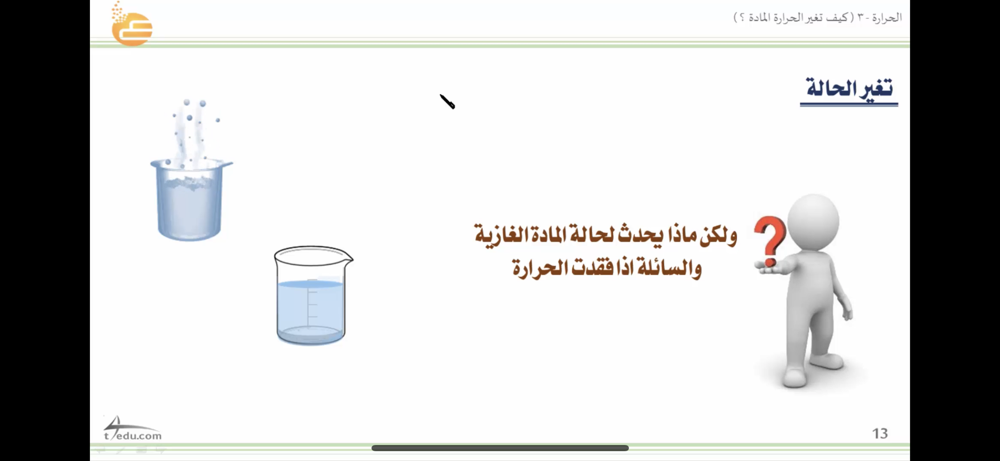 الحرارة - ٣ (كيف تغير الحرارة المادة ؟)
تغير الحالة
ولكن ماذا يحدث لحالة المادة الغازية
والسائلة اذا فقدت الحرارة
?
t4edu.com
13